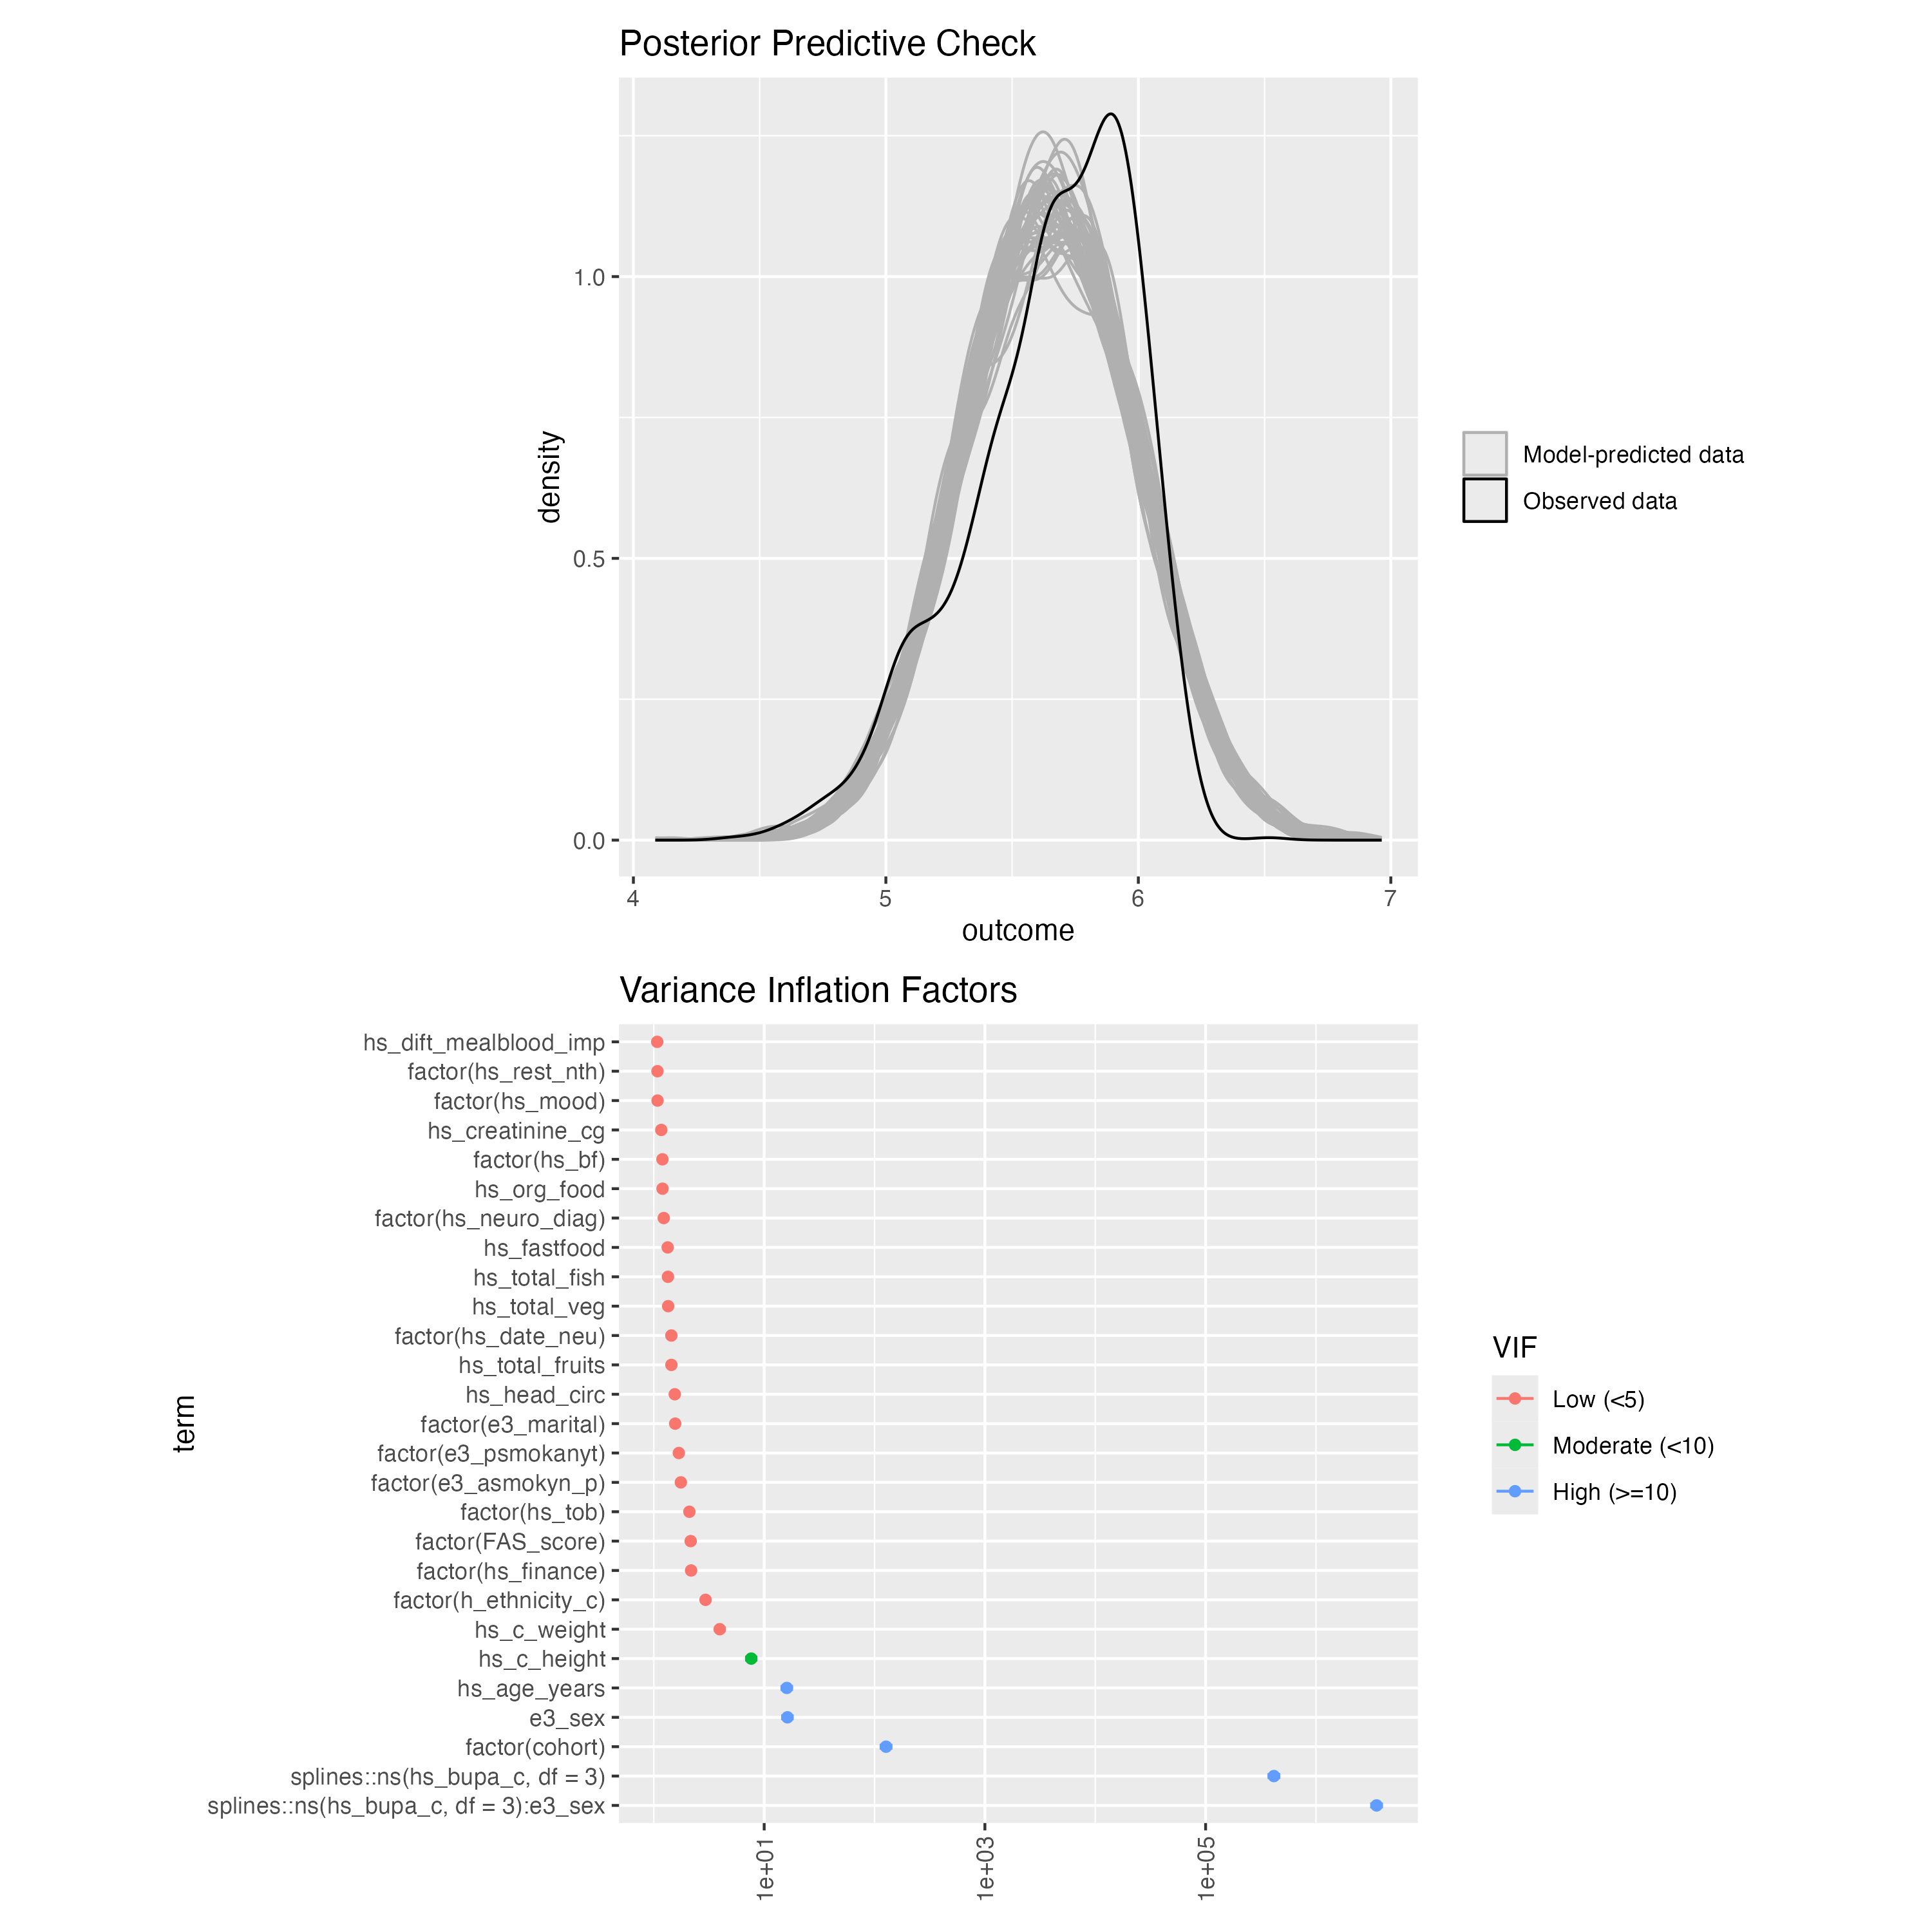 Posterior Predictive Check
density
1.0
0.5
0.0
4 5 6 7
outcome
Model-predicted data
Observed data
Variance Inflation Factors
term
hs_dift_mealblood_imp
factor(hs_rest_nth)
factor(hs_mood)
hs_creatinine_cg
factor(hs_bf)
hs_org_food
factor(hs_neuro_diag)
hs_fastfood
hs_total_fish
hs_total_veg
factor(hs_date_neu)
hs_total_fruits
hs_head_circ
factor(e3_marital)
factor(e3_psmokanyt)
factor(e3_asmokyn_p)
factor(hs_tob)
factor(FAS_score)
factor(hs_finance)
factor(h_ethnicity_c)
hs_c_weight
hs_c_height
hs_age_years
e3_sex
factor(cohort)
splines::ns(hs_bupa_c, df = 3)
splines::ns(hs_bupa_c, df = 3):e3_sex
1e+01 1e+03 1e+05
VIF
Low (<5)
Moderate (<10)
High (>=10)